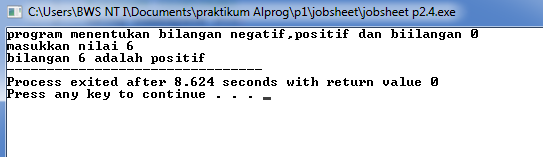 C:\Users\BWS NT I\Documents\praktikum Alprog\p1\jobsheet\jobsheet p2.4.exe
program menentukan bilangan negatif,positif dan biilangan 0
masukkan nilai 6
bilangan 6 adalah positif
--------------------------------
Process exited after 8.624 seconds with return value 0
Press any key to continue . . . _